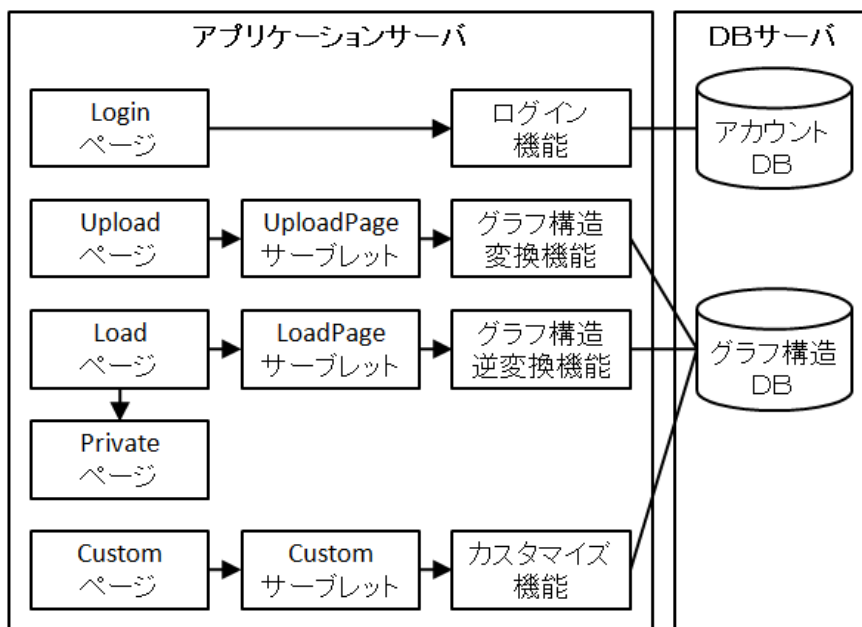 アプリケーションサーバ
DBサーバ
Login
ページ
ログイン
機能
アカウント
DB
Upload
ページ
UploadPage
サーブレット
グラフ構造
変換機能
Load
ページ
LoadPage
サーブレット
グラフ構造
逆変換機能
グラフ構造
DB
Private
ページ
Custom
ページ
Custom
サーブレット
カスタマイズ
機能